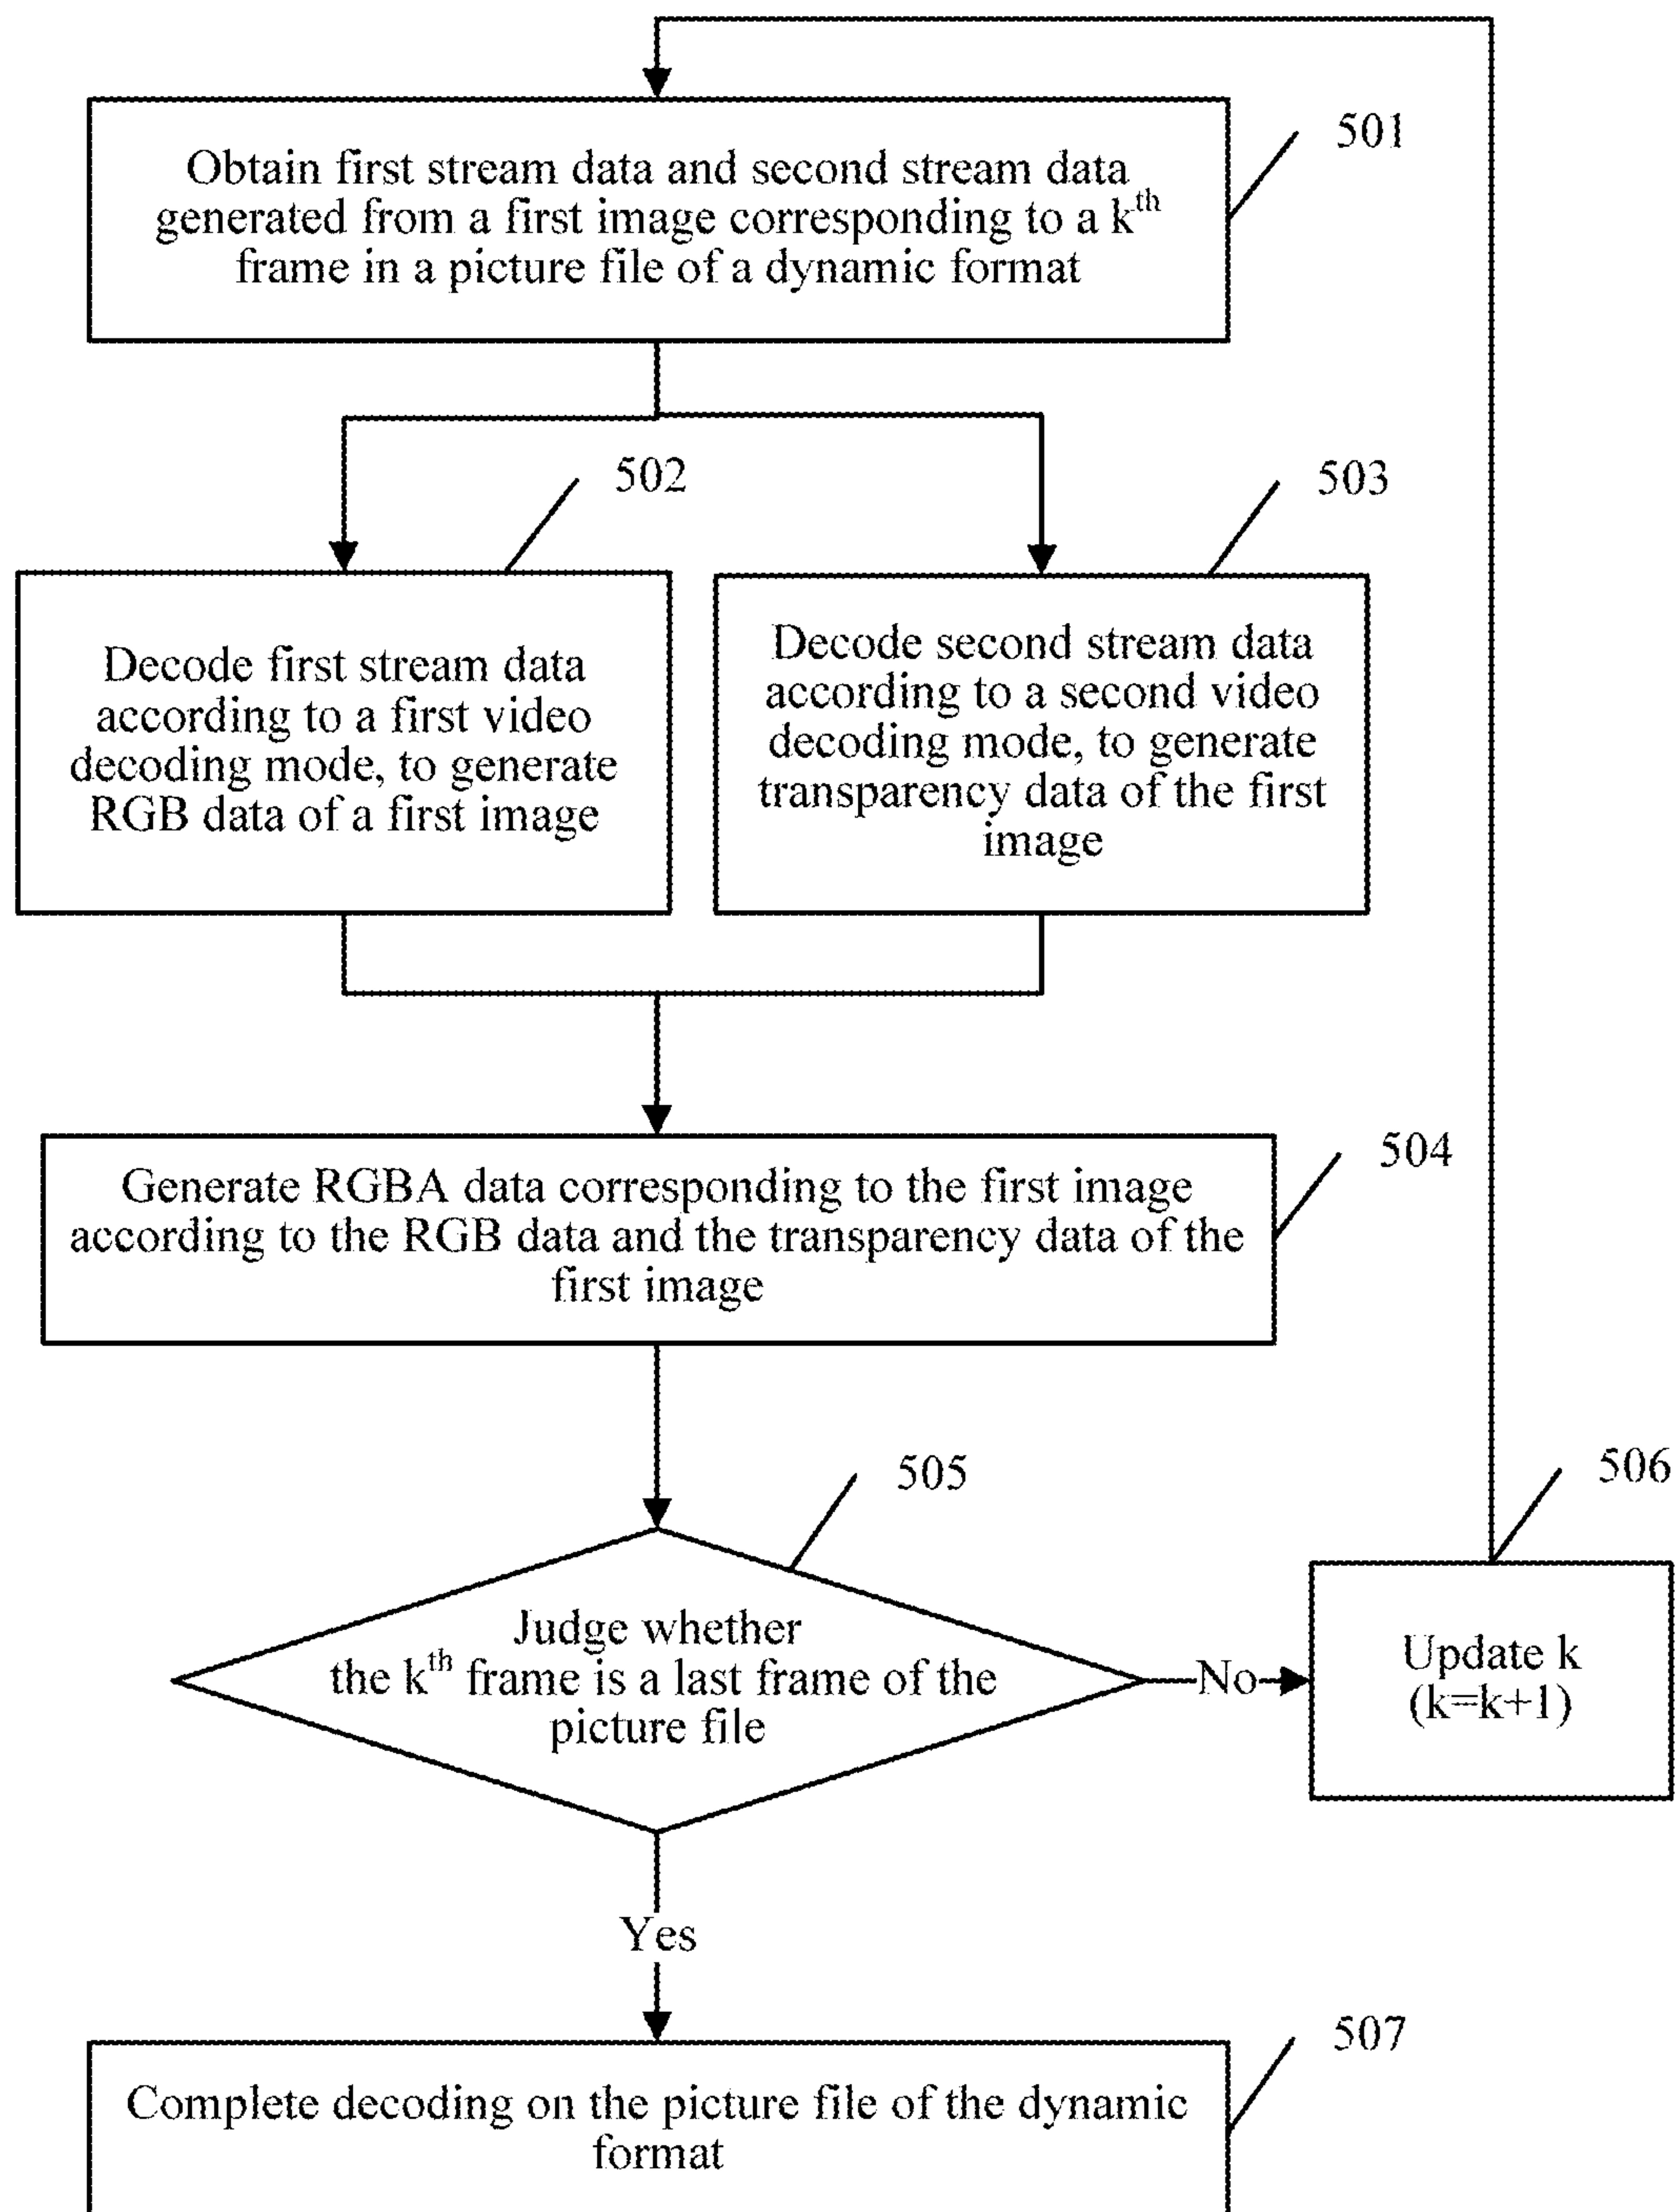 501
Obtain first stream data and second stream data
generated from a first image corresponding to a kth
frame in a picture file of a dynamic format
502
503
Decode first stream data
according to a first video
decoding mode, to generate
RGB data of a first image
Decode second stream data
according to a second video
decoding mode, to generate
transparency data of the first
image
504
Generate RGBA data corresponding to the first image
according to the RGB data and the transparency data of the
first image
505
506
Judge whether
the kth frame is a last frame of the
picture file
No
Update k
(k=k+1)
Yes
507
Complete decoding on the picture file of the dynamic
format